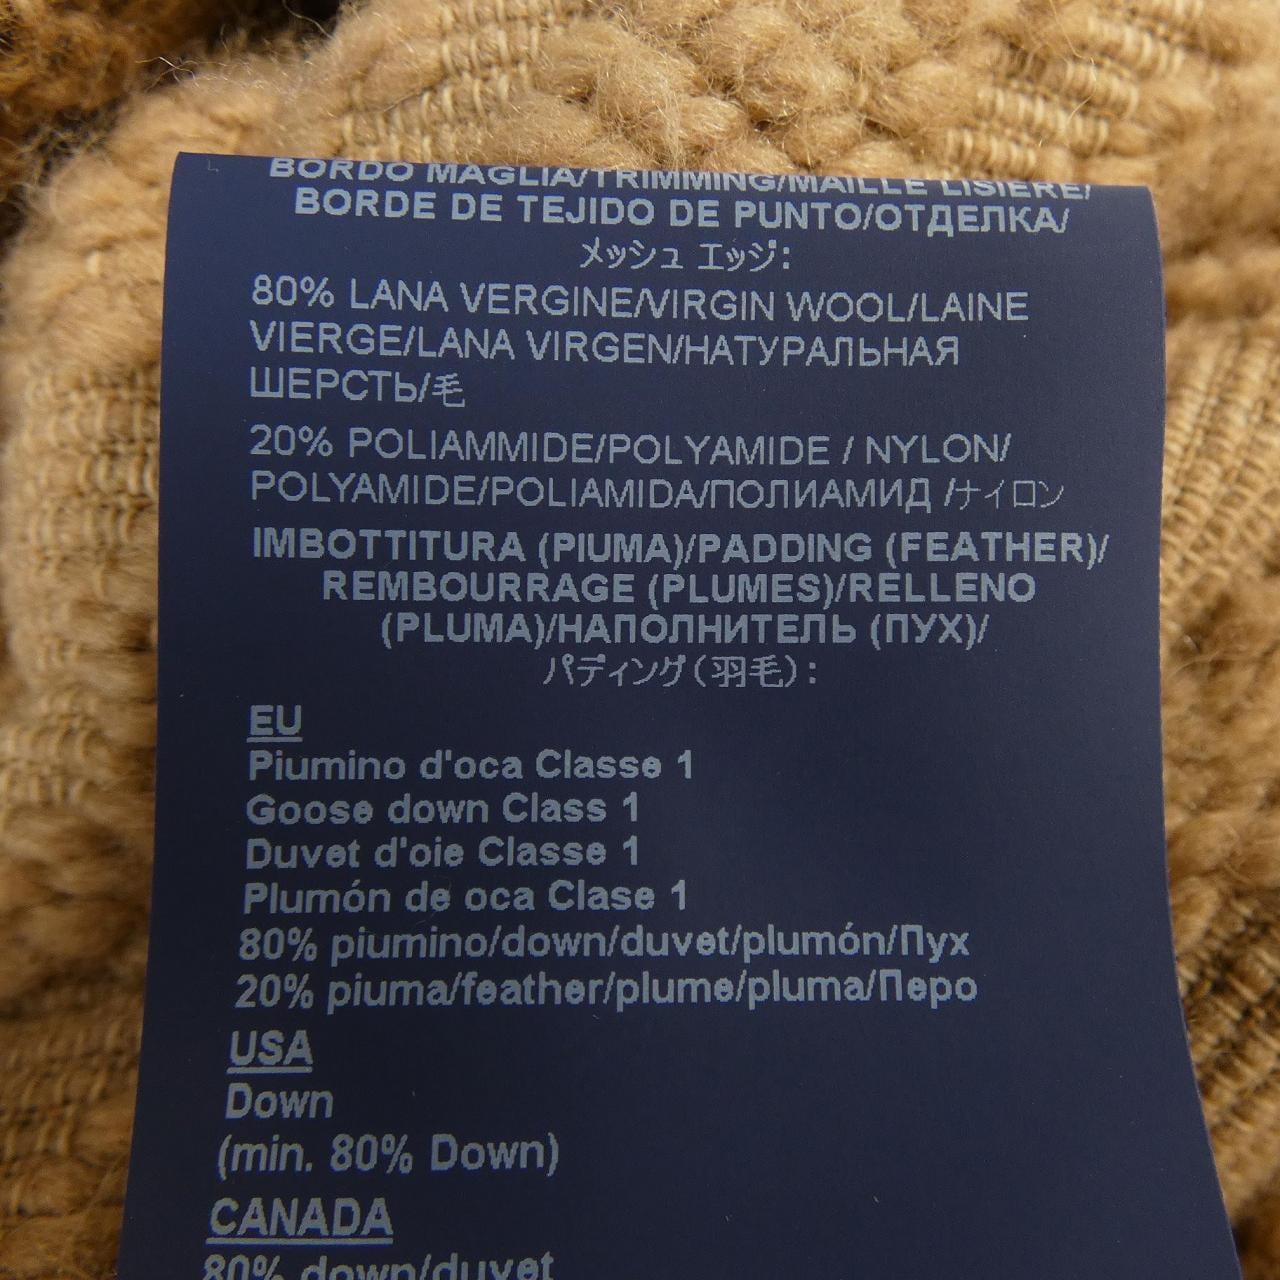 BORDO MAGLIA/TRIMMING/MAILLE LISIERE/
BORDE DE TEJIDO DE PUNTO/ОТДЕЛКА/
メッシュ エッジ:
80% LANA VERGINE/VIRGIN WOOL/LAINE
VIERGE/LANA VIRGEN/НАТУРАЛЬНАЯ
ШЕРСТЬ/毛
20% POLIAMMIDE/POLYAMIDE / NYLON/
POLYAMIDE/POLIAMIDA/ПОЛИАМИД /ナイロン
IMBOTTITURA (PIUMA)/PADDING (FEATHER)/
REMBOURRAGE (PLUMES)/RELLENO
(PLUMA)/НАПОЛНИТЕЛЬ (ПУХ)/
パディング(羽毛):
EU
Piumino d'oca Classe 1
Goose down Class 1
Duvet d'oie Classe 1
Plumón de oca Clase 1
80% piumino/down/duvet/plumón/Пух
20% piuma/feather/plume/pluma/Перо
USA
Down
(min. 80% Down)
CANADA
80% down/duvet